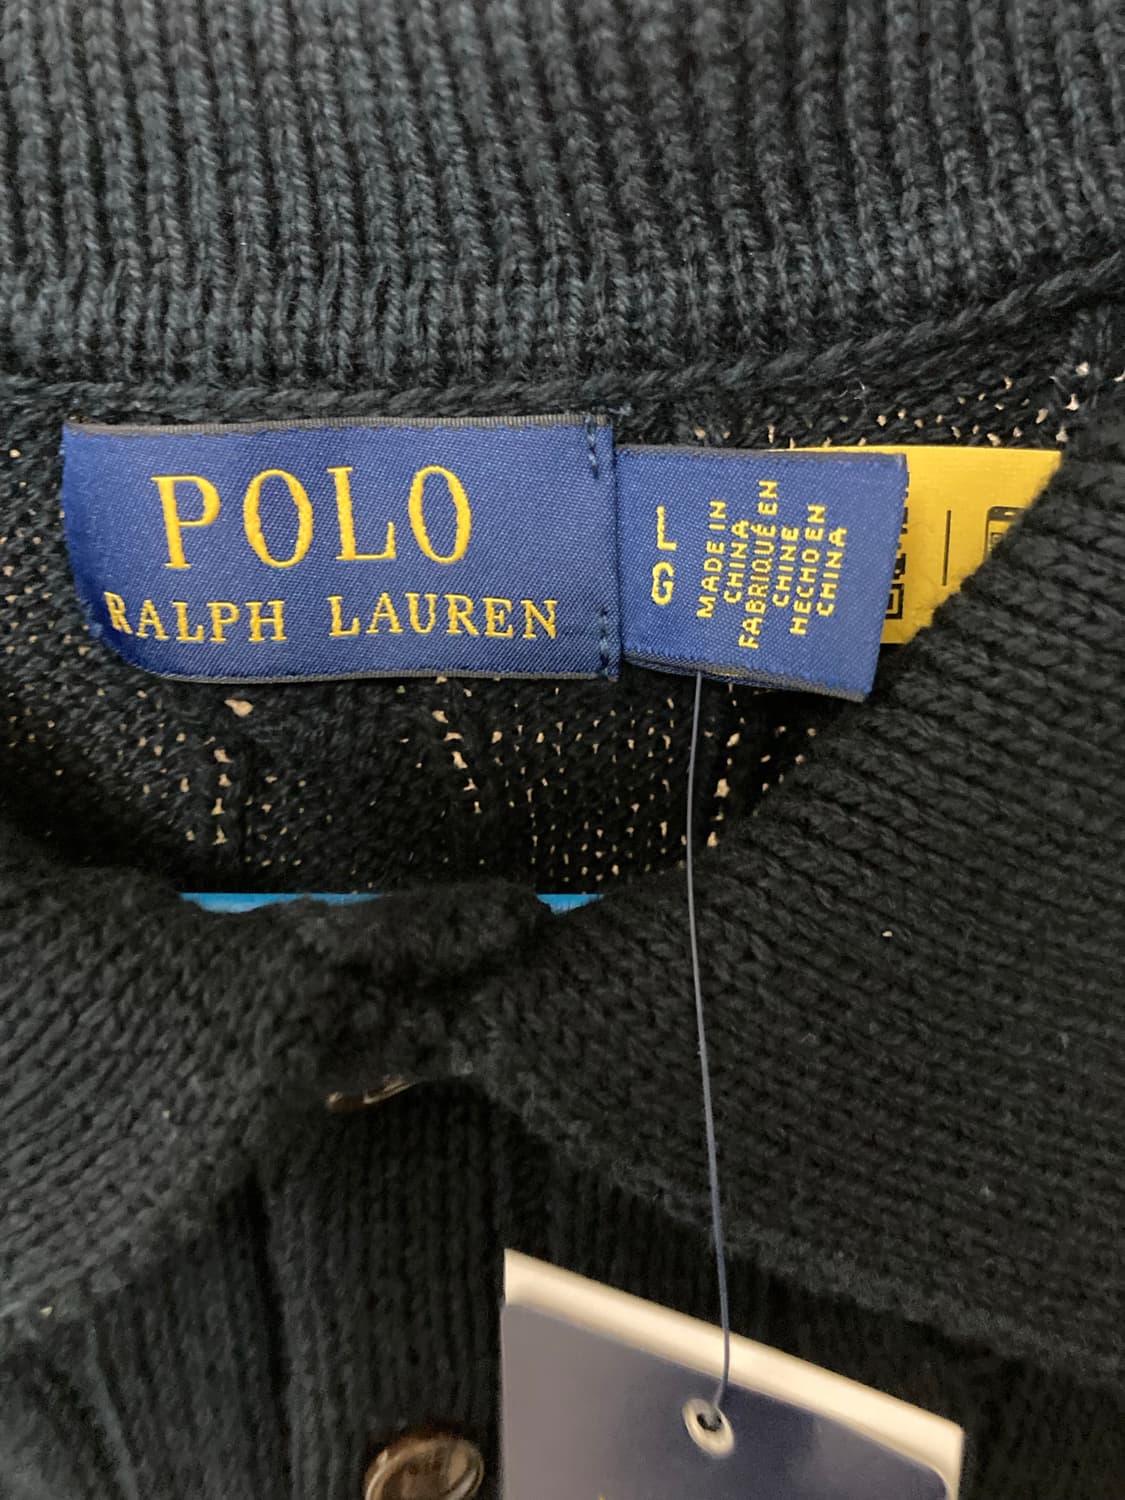 POLO
RALPH LAUREN
L
G
MADE IN
CHINA
FABRIQUÉ EN
CHINE
HECHO EN
CHINA